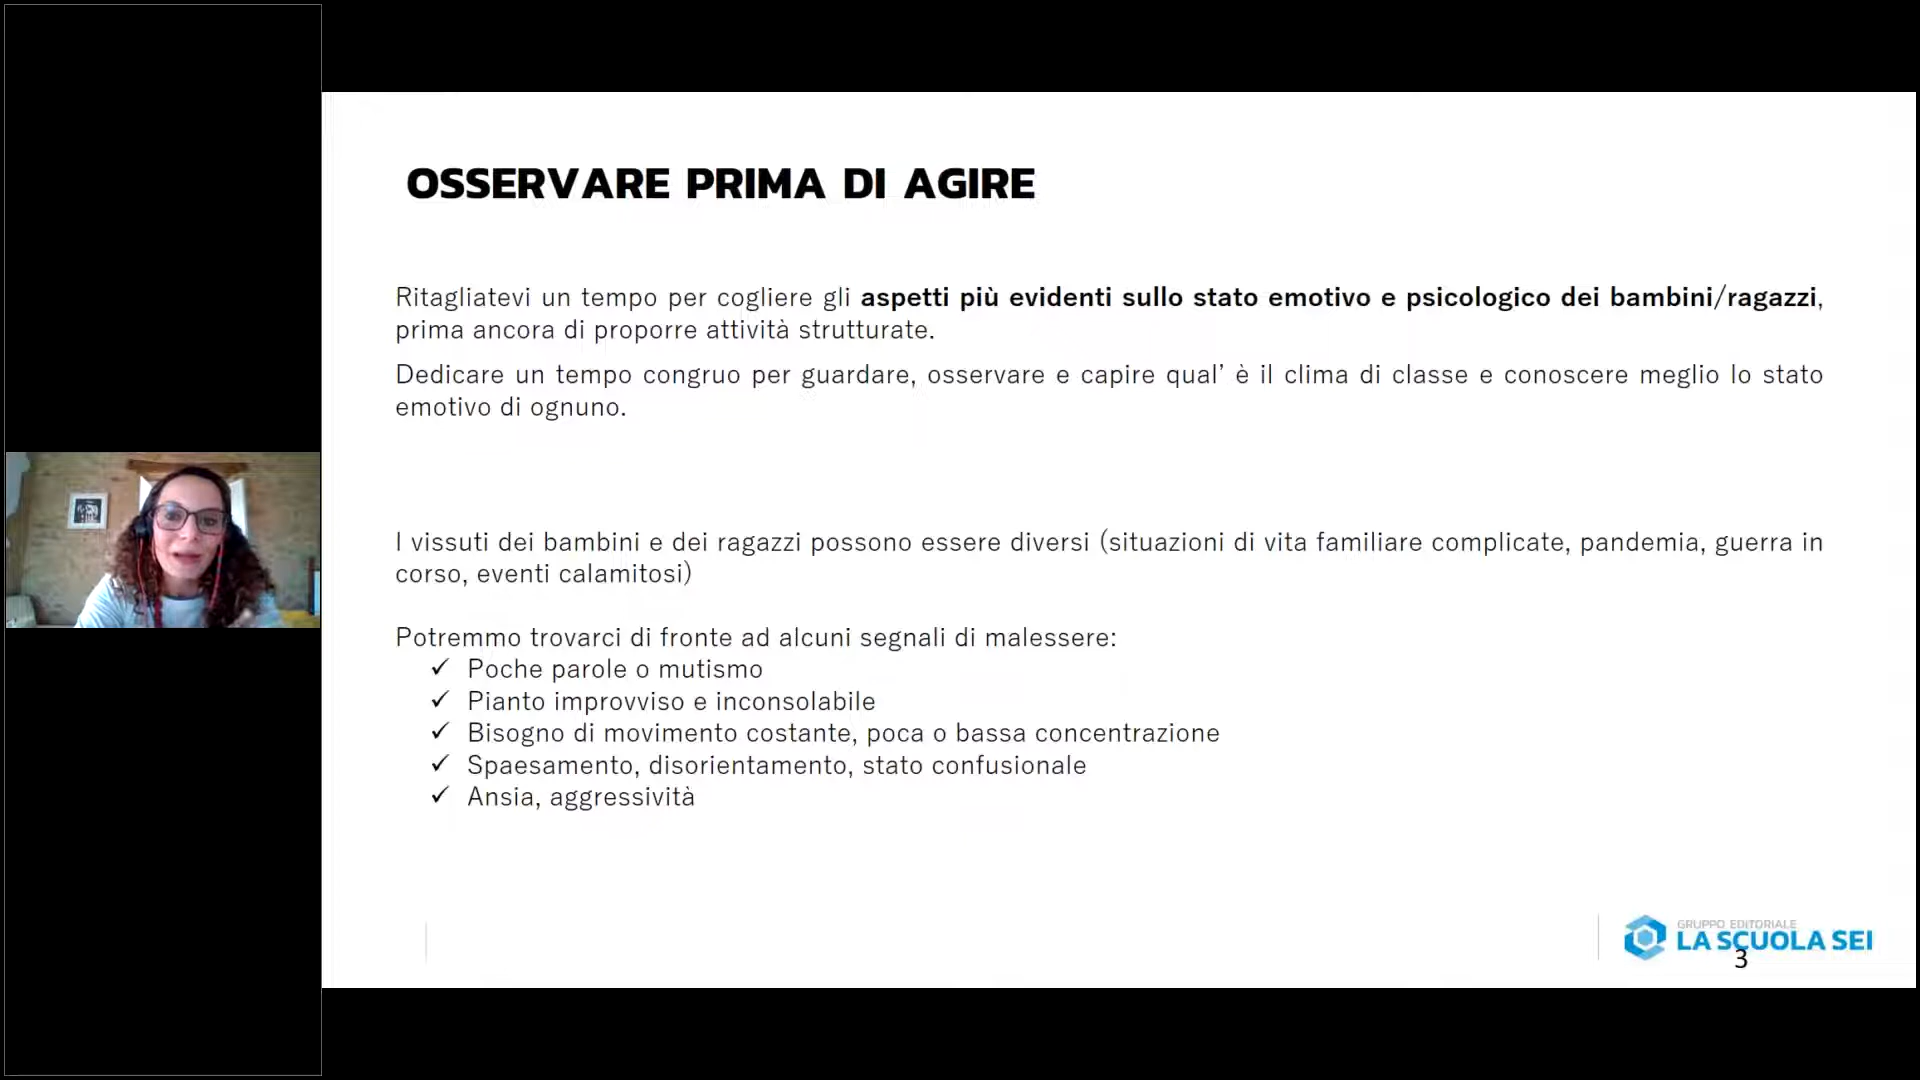 OSSERVARE PRIMA DI AGIRE
Ritagliatevi un tempo per cogliere gli aspetti più evidenti sullo stato emotivo e psicologico dei bambini/ragazzi,
prima ancora di proporre attività strutturate.
Dedicare un tempo congruo per guardare, osservare e capire qual' è il clima di classe e conoscere meglio lo stato
emotivo di ognuno.
I vissuti dei bambini e dei ragazzi possono essere diversi (situazioni di vita familiare complicate, pandemia, guerra in
corso, eventi calamitosi)
Potremmo trovarci di fronte ad alcuni segnali di malessere:
✓ Poche parole o mutismo
✓ Pianto improvviso e inconsolabile
✓ Bisogno di movimento costante, poca o bassa concentrazione
✓ Spaesamento, disorientamento, stato confusionale
✓ Ansia, aggressività
GRUPPO EDITORIALE
LA SCUOLA SEI
3